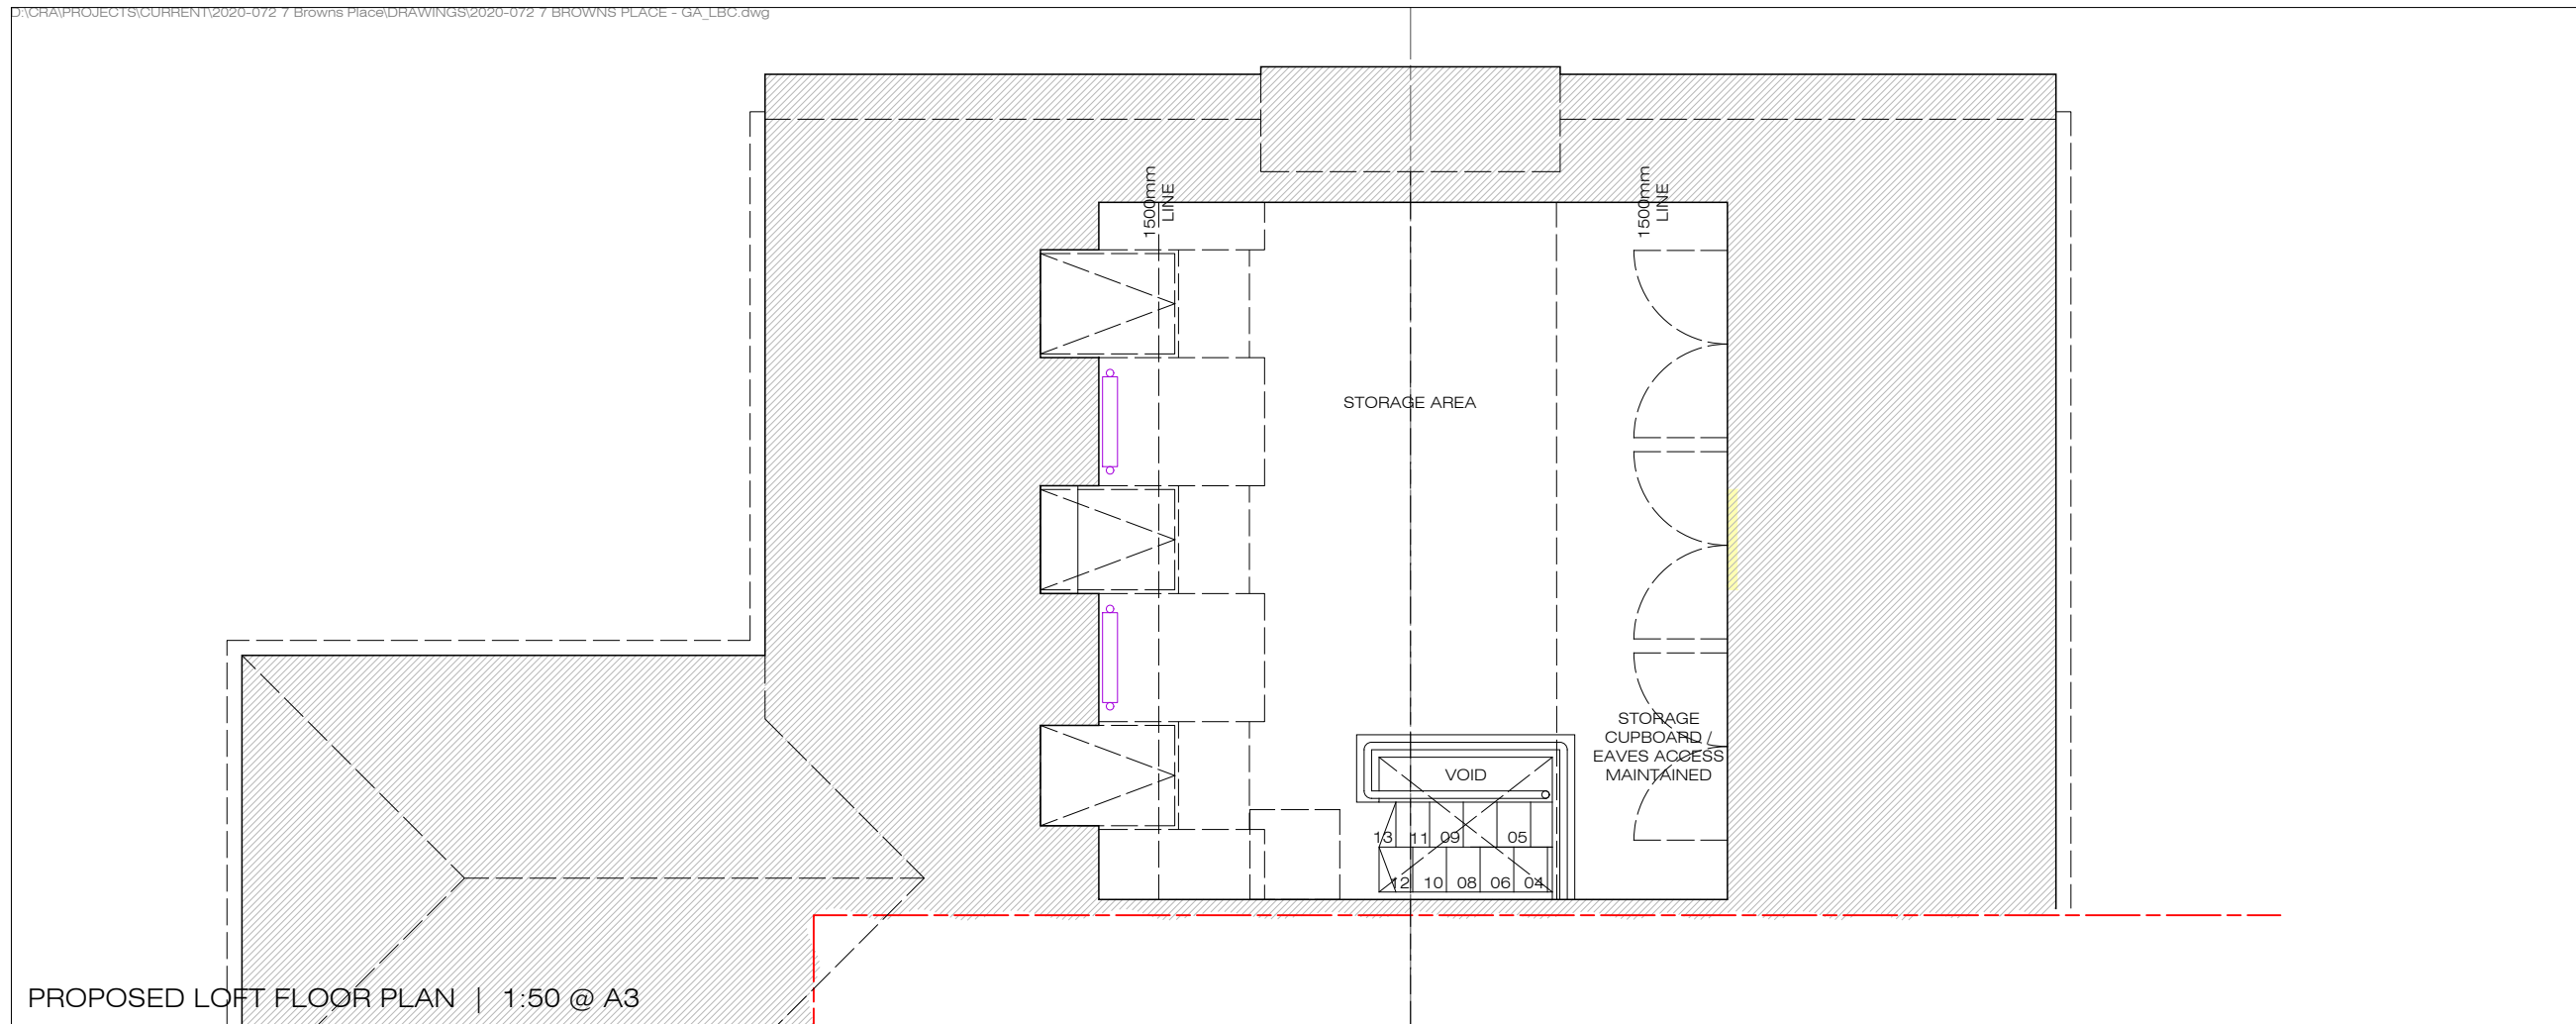 D:\CRA\PROJECTS\CURRENT\2020-072 7 Browns Place\DRAWINGS\2020-072 7 BROWNS PLACE - GA_LBC.dwg
1500mm
LINE
1500mm
LINE
STORAGE AREA
STORAGE
CUPBOARD /
EAVES ACCESS
MAINTAINED
VOID
13 11 09 05
12 10 08 06 04
PROPOSED LOFT FLOOR PLAN | 1:50 @ A3